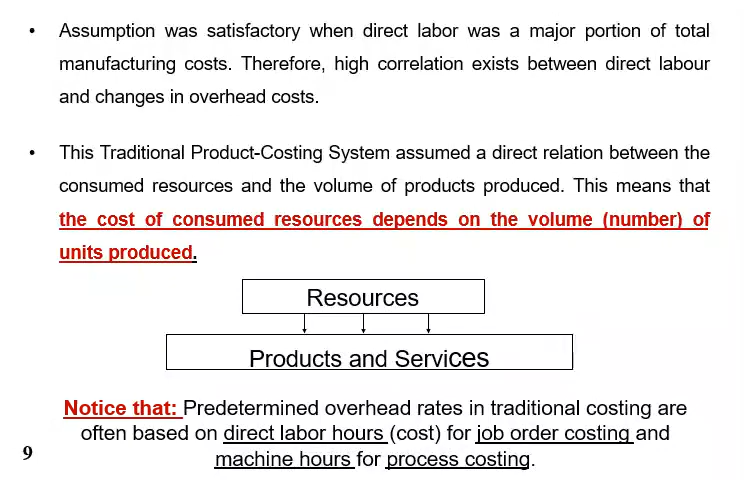 • Assumption was satisfactory when direct labor was a major portion of total
manufacturing costs. Therefore, high correlation exists between direct labour
and changes in overhead costs.
• This Traditional Product-Costing System assumed a direct relation between the
consumed resources and the volume of products produced. This means that
the cost of consumed resources depends on the volume (number) of
units produced.
Resources
Products and Services
Notice that: Predetermined overhead rates in traditional costing are
often based on direct labor hours (cost) for job order costing and
machine hours for process costing.
9